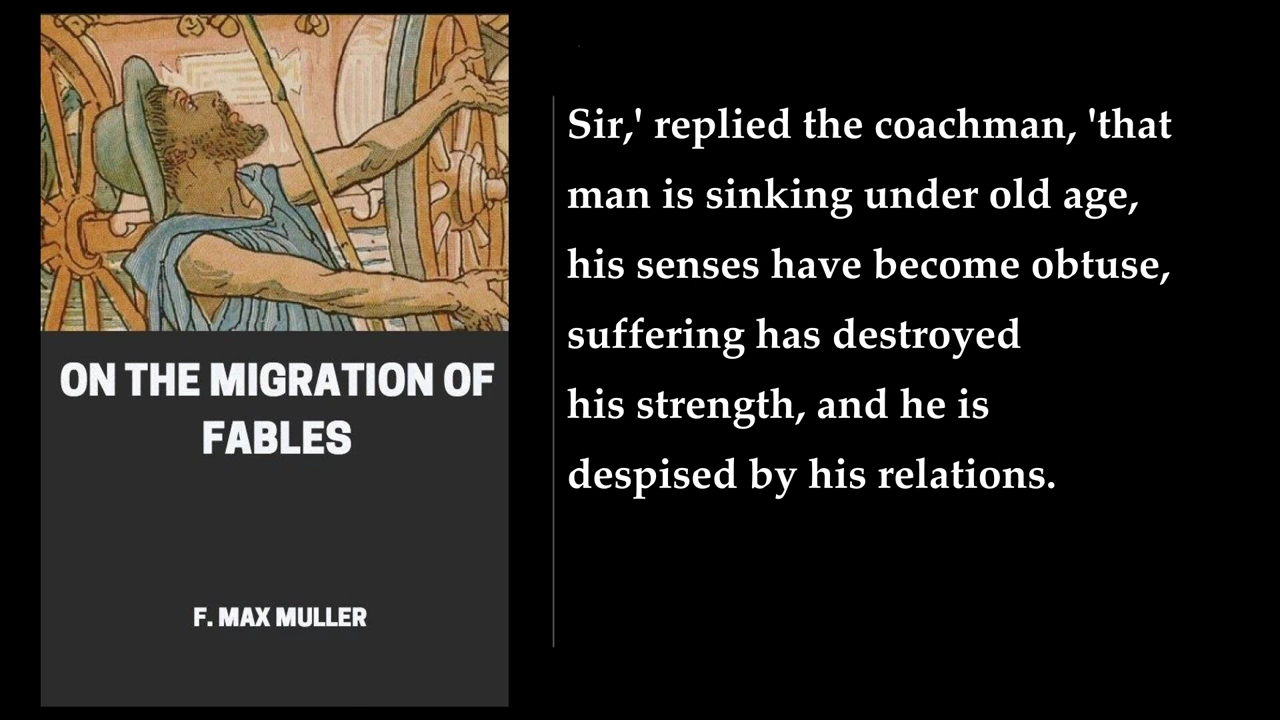 ON THE MIGRATION OF
FABLES
F. MAX MULLER
Sir,' replied the coachman, 'that
man is sinking under old age,
his senses have become obtuse,
suffering has destroyed
his strength, and he is
despised by his relations.